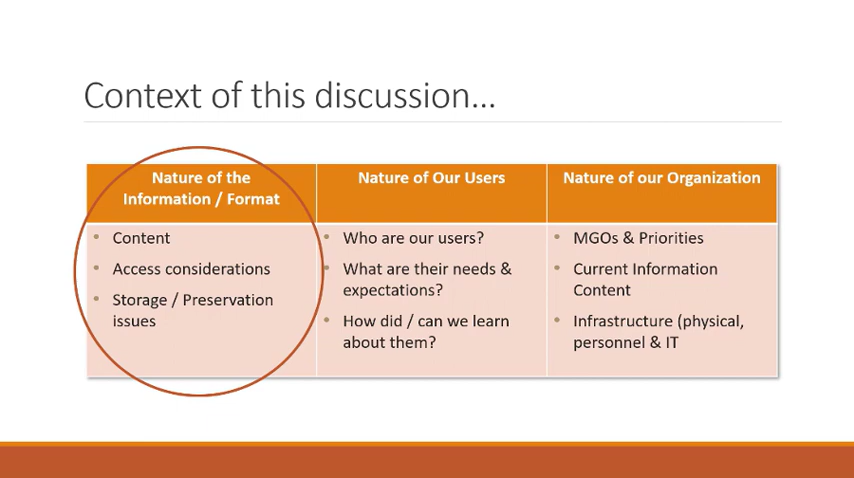 Context of this discussion...
Nature of the
Information / Format
Nature of Our Users
Nature of our Organization
• Content
• Access considerations
• Storage / Preservation
issues
• Who are our users?
• What are their needs &
expectations?
• How did / can we learn
about them?
• MGOs & Priorities
• Current Information
Content
• Infrastructure (physical,
personnel & IT